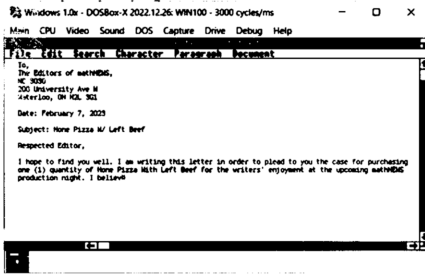 Windows 1.0x - DOSBox-X 2022.12.26: WIN100 - 3000 cycles/ms
Main CPU Video Sound DOS Capture Drive Debug Help
File Edit Search Character Paragraph Document
To,
The Editors of mathNEWS,
MC 3030
200 University Ave W
Waterloo, ON N2L 3G1
Date: February 7, 2023
Subject: Mone Pizza W/ Left Beef
Respected Editor,
I hope to find you well. I am writing this letter in order to plead to you the case for purchasing
one (1) quantity of Mone Pizza With Left Beef for the writers' enjoyment at the upcoming mathNEWS
production night. I believe